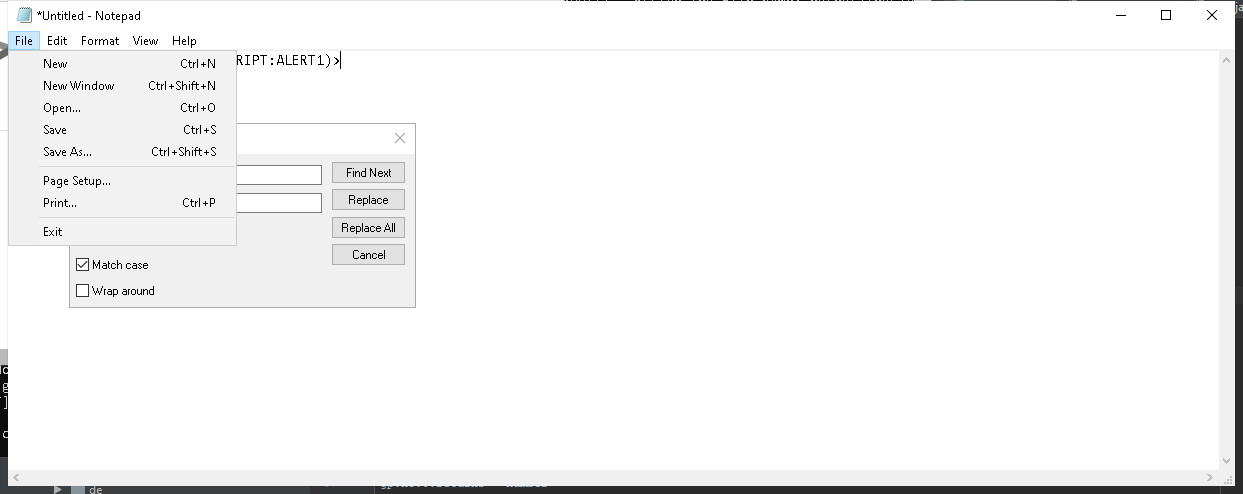 *Untitled - Notepad
File Edit Format View Help
RIPT:ALERT1)>
New Ctrl+N
New Window Ctrl+Shift+N
Open... Ctrl+O
Save Ctrl+S
Save As... Ctrl+Shift+S
Page Setup...
Print... Ctrl+P
Exit
Find Next
Replace
Replace All
Cancel
Match case
Wrap around
de